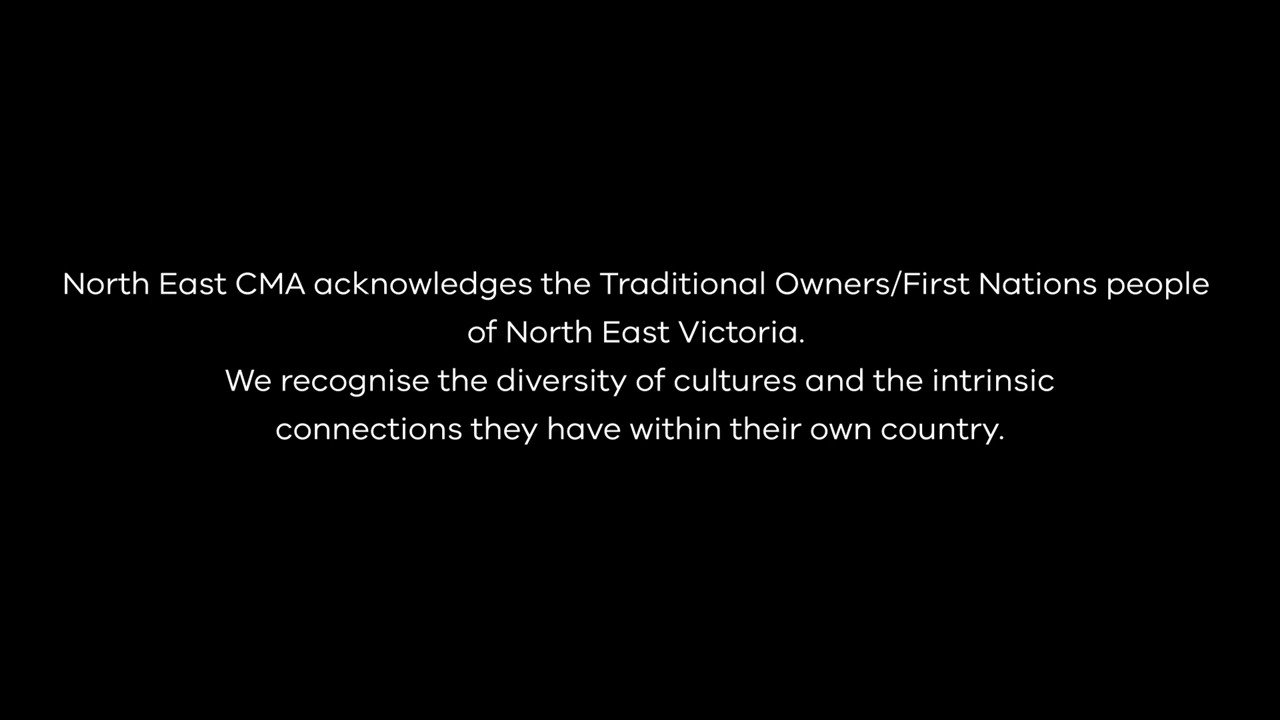 North East CMA acknowledges the Traditional Owners/First Nations people
of North East Victoria.
We recognise the diversity of cultures and the intrinsic
connections they have within their own country.